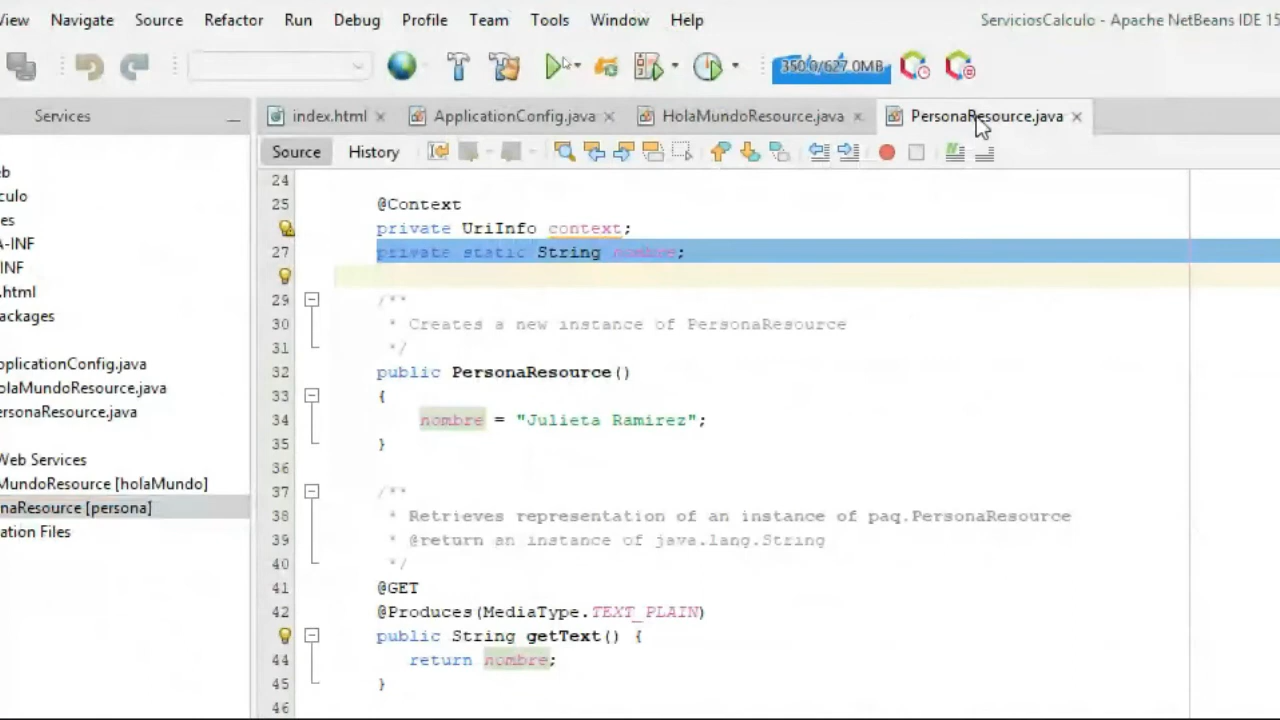 View Navigate Source Refactor Run Debug Profile Team Tools Window Help ServiciosCalculo - Apache NetBeans IDE 15
350.0/627.0MB
Services
index.html
ApplicationConfig.java
HolaMundoResource.java
PersonaResource.java
Source History
eb
culo
es
A-INF
INF
.html
ackages
pplicationConfig.java
olaMundoResource.java
ersonaResource.java
Web Services
MundoResource [holaMundo]
naResource [persona]
ation Files
24
25 @Context
private UriInfo context;
27 private static String nombre;
29 /**
30 * Creates a new instance of PersonaResource
31 */
32 public PersonaResource()
33 {
34 nombre = "Julieta Ramirez";
35 }
36
37 /**
38 * Retrieves representation of an instance of paq.PersonaResource
39 * @return an instance of java.lang.String
40 */
41 @GET
42 @Produces(MediaType.TEXT_PLAIN)
public String getText() {
44 return nombre;
45 }
46